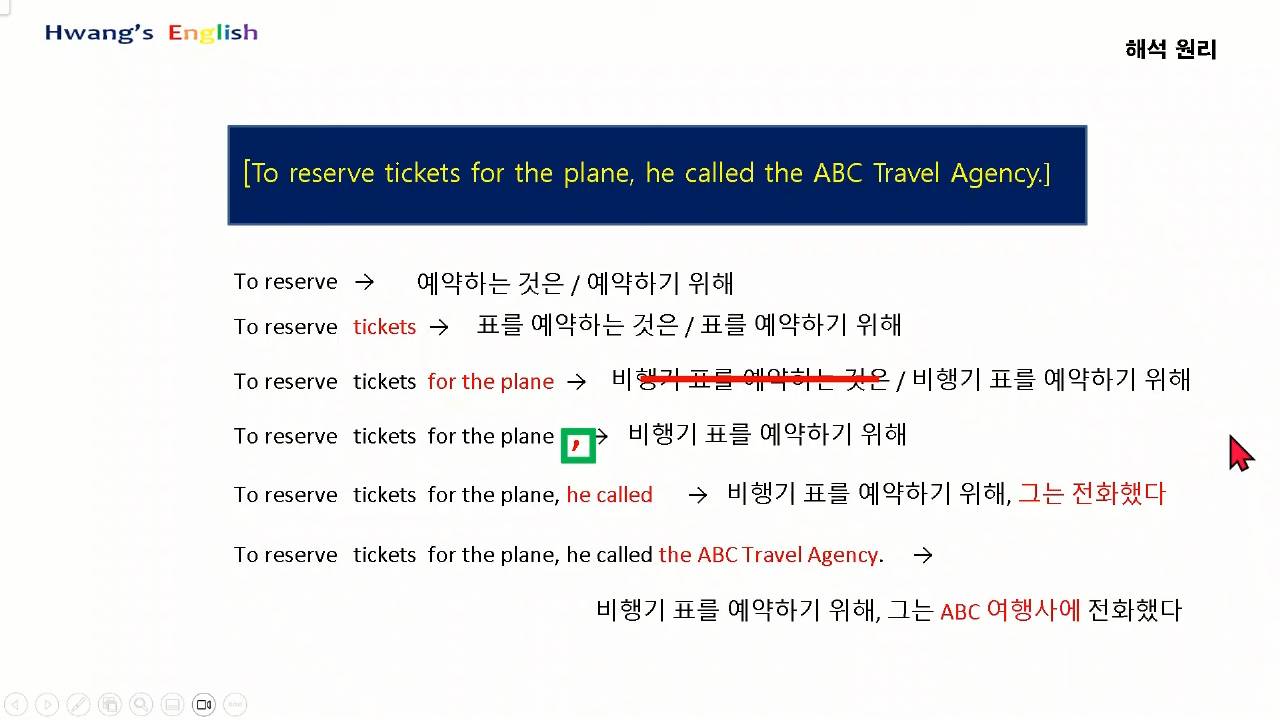 Hwang's English
해석 원리
[To reserve tickets for the plane, he called the ABC Travel Agency.]
To reserve → 예약하는 것은 / 예약하기 위해
To reserve tickets → 표를 예약하는 것은 / 표를 예약하기 위해
To reserve tickets for the plane → 비행기 표를 예약하는 것은 / 비행기 표를 예약하기 위해
To reserve tickets for the plane , → 비행기 표를 예약하기 위해
To reserve tickets for the plane, he called → 비행기 표를 예약하기 위해, 그는 전화했다
To reserve tickets for the plane, he called the ABC Travel Agency. →
비행기 표를 예약하기 위해, 그는 ABC 여행사에 전화했다